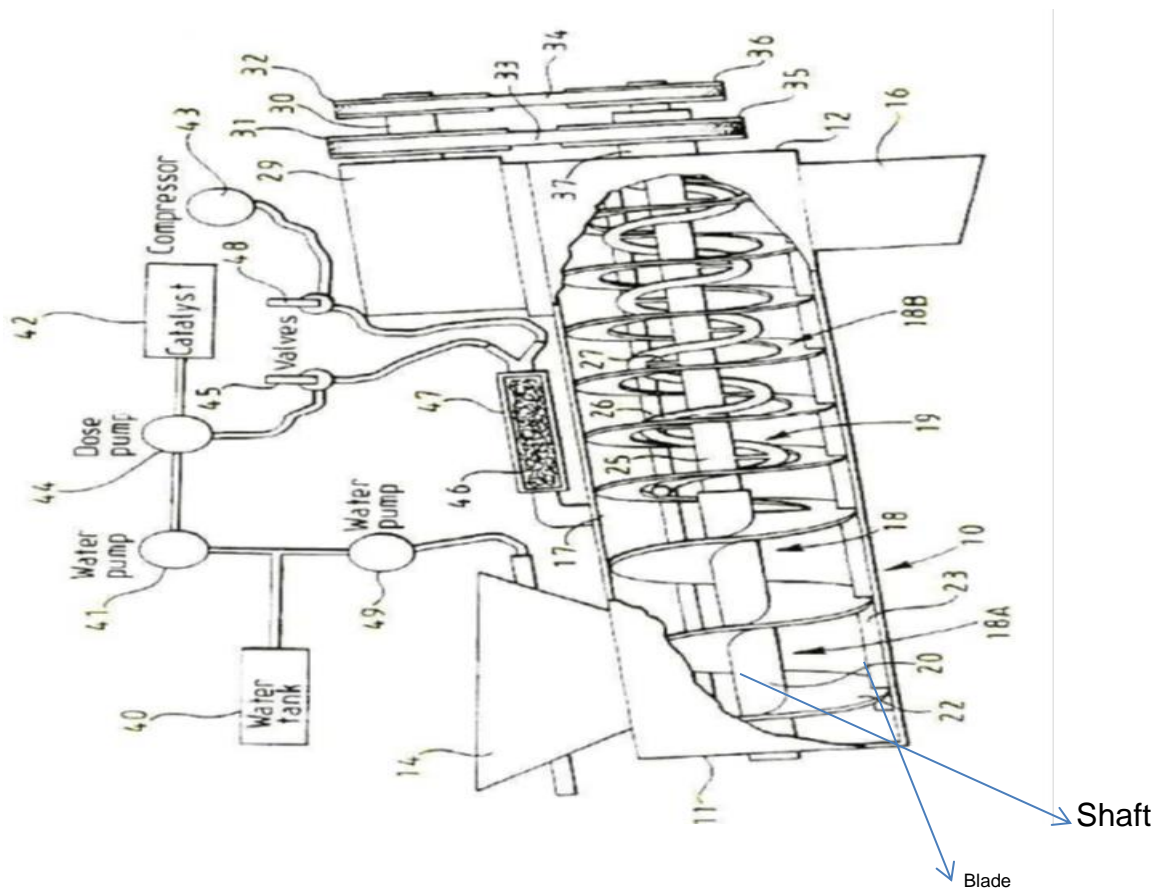 32
30
31
43
Compressor
29
48
42
Catalyst
Valves
45
Dose
pump
44
Water
pump
41
Water
pump
49
40
Water
tank
14
46
47
17
34
33
36
35
12
16
37
27
26
25
18B
19
18
10
23
18A
20
22
11
Shaft
Blade